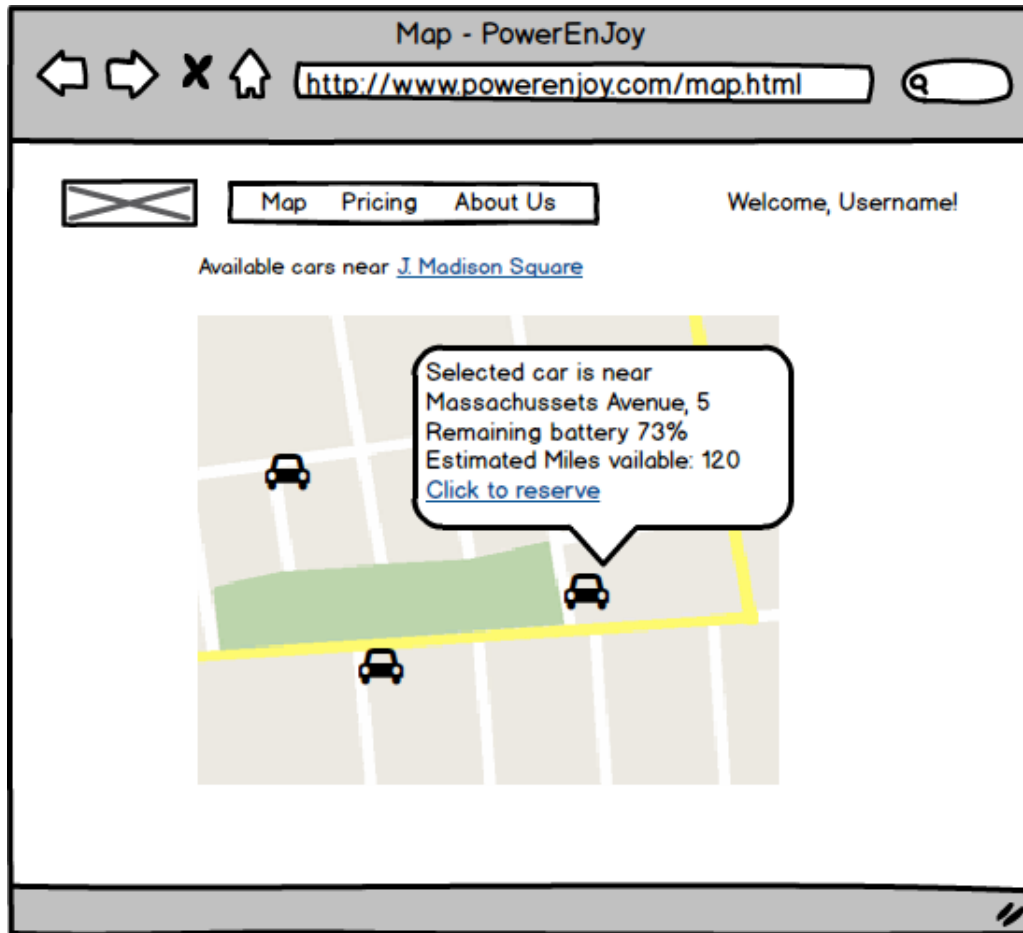 Map - PowerEnJoy
http://www.powerenjoy.com/map.html
Map Pricing About Us
Welcome, Username!
Available cars near J. Madison Square
Selected car is near
Massachussets Avenue, 5
Remaining battery 73%
Estimated Miles vailable: 120
Click to reserve